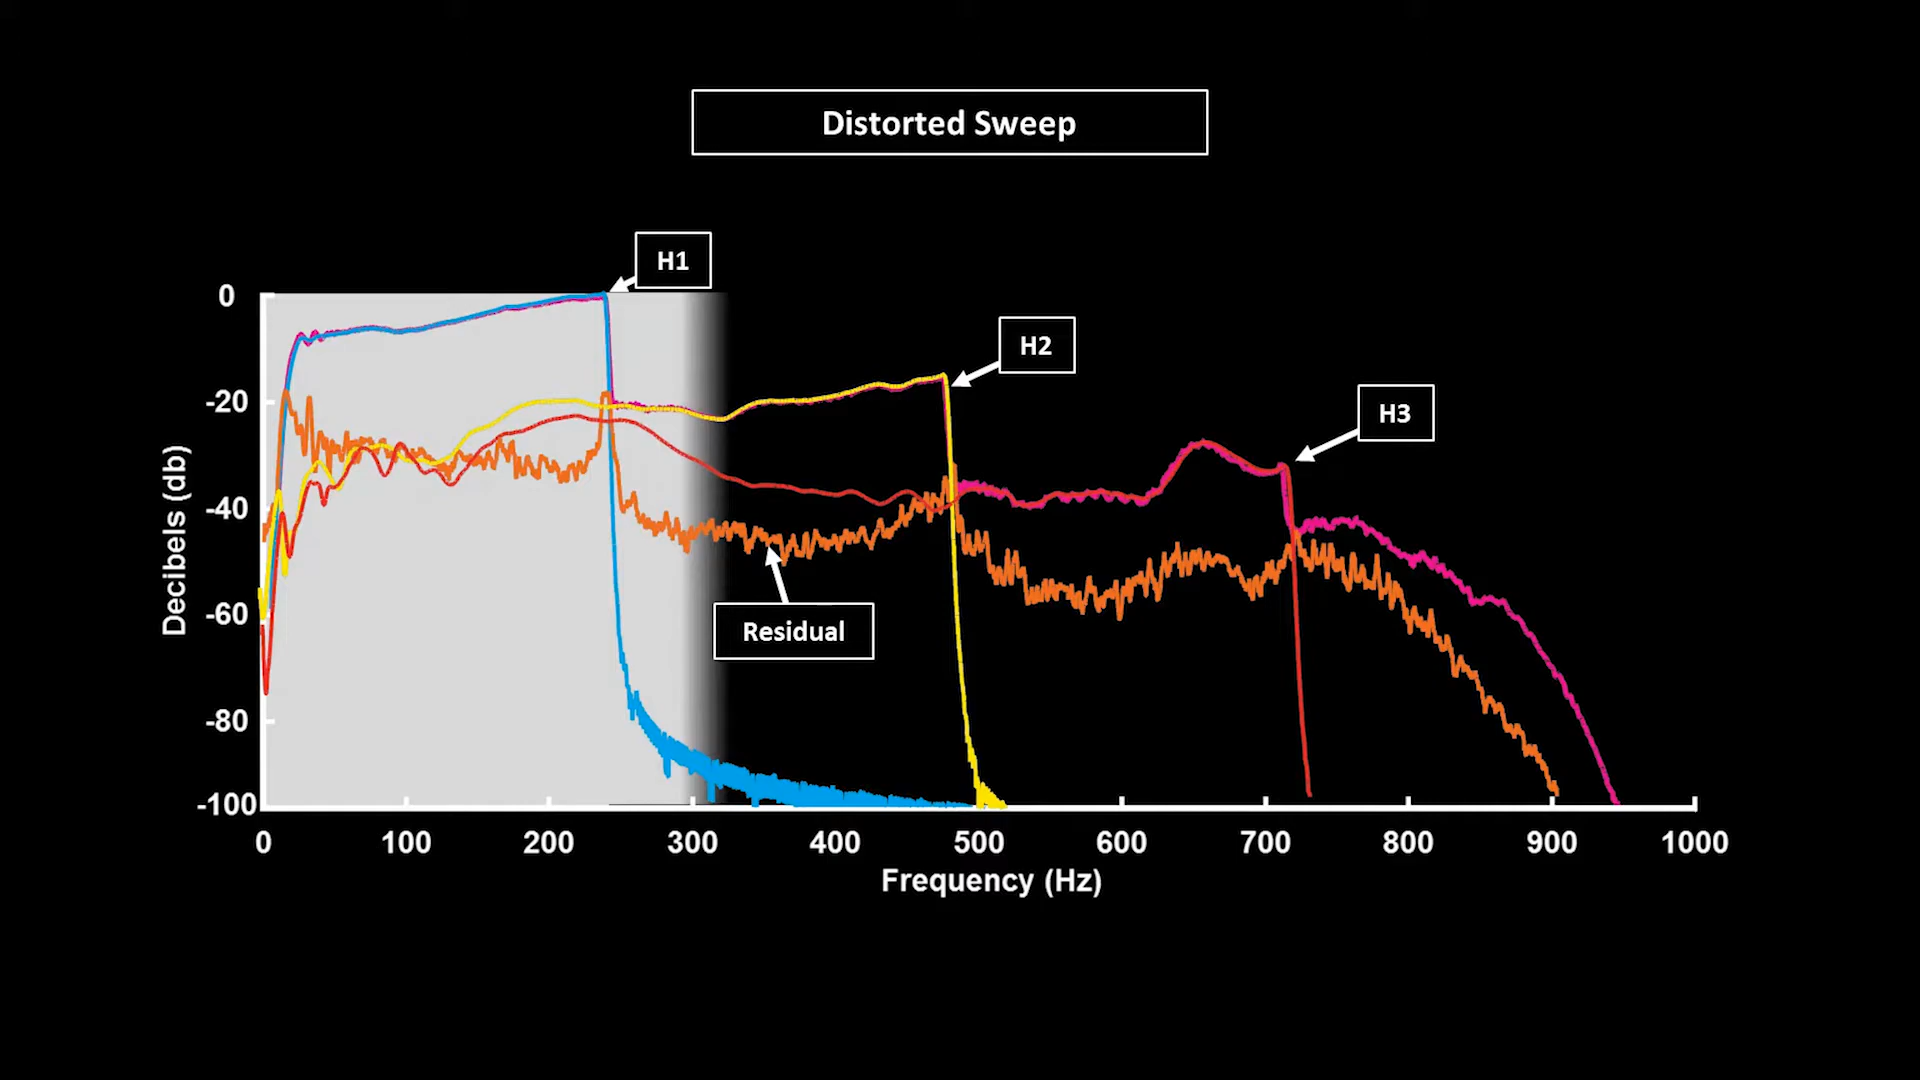 Distorted Sweep
H1
H2
H3
Residual
0
-20
-40
-60
-80
-100
Decibels (db)
0 100 200 300 400 500 600 700 800 900 1000
Frequency (Hz)